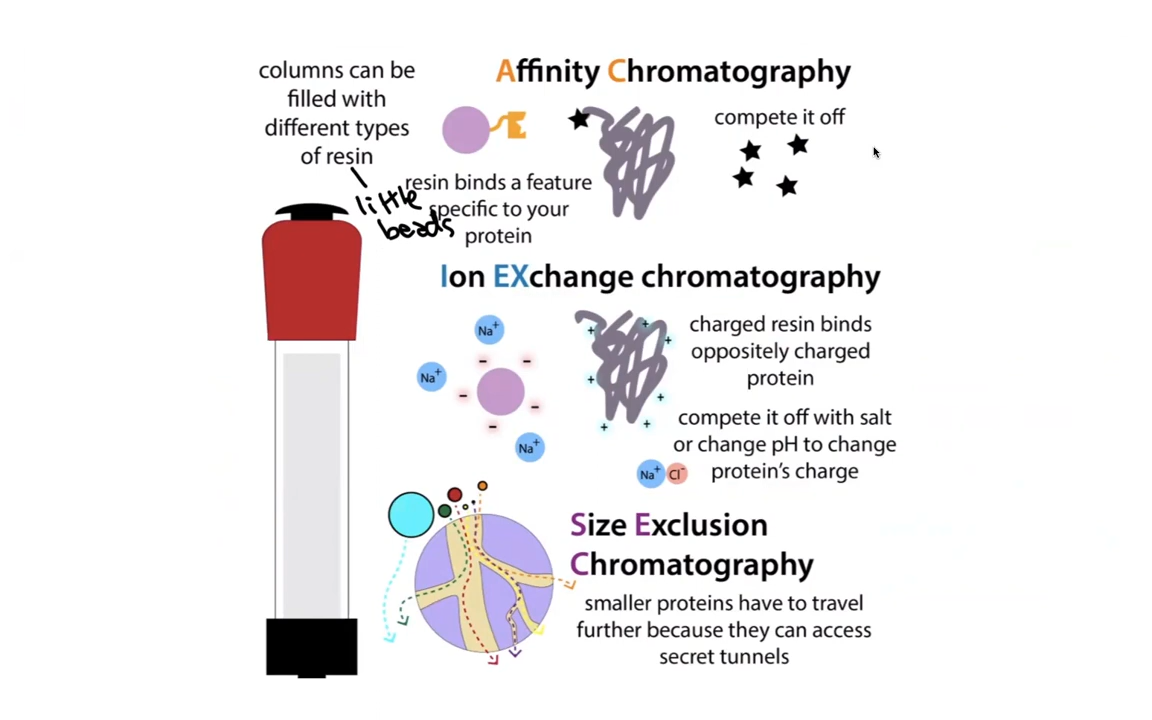 columns can be
filled with
different types
of resin
little
beads
Affinity Chromatography
compete it off
resin binds a feature
specific to your
protein
Ion EXchange chromatography
Na+
Na+
Na+
- - - - -
+ + + + + + +
charged resin binds
oppositely charged
protein
compete it off with salt
or change pH to change
protein's charge
Na+ Cl-
Size Exclusion
Chromatography
smaller proteins have to travel
further because they can access
secret tunnels